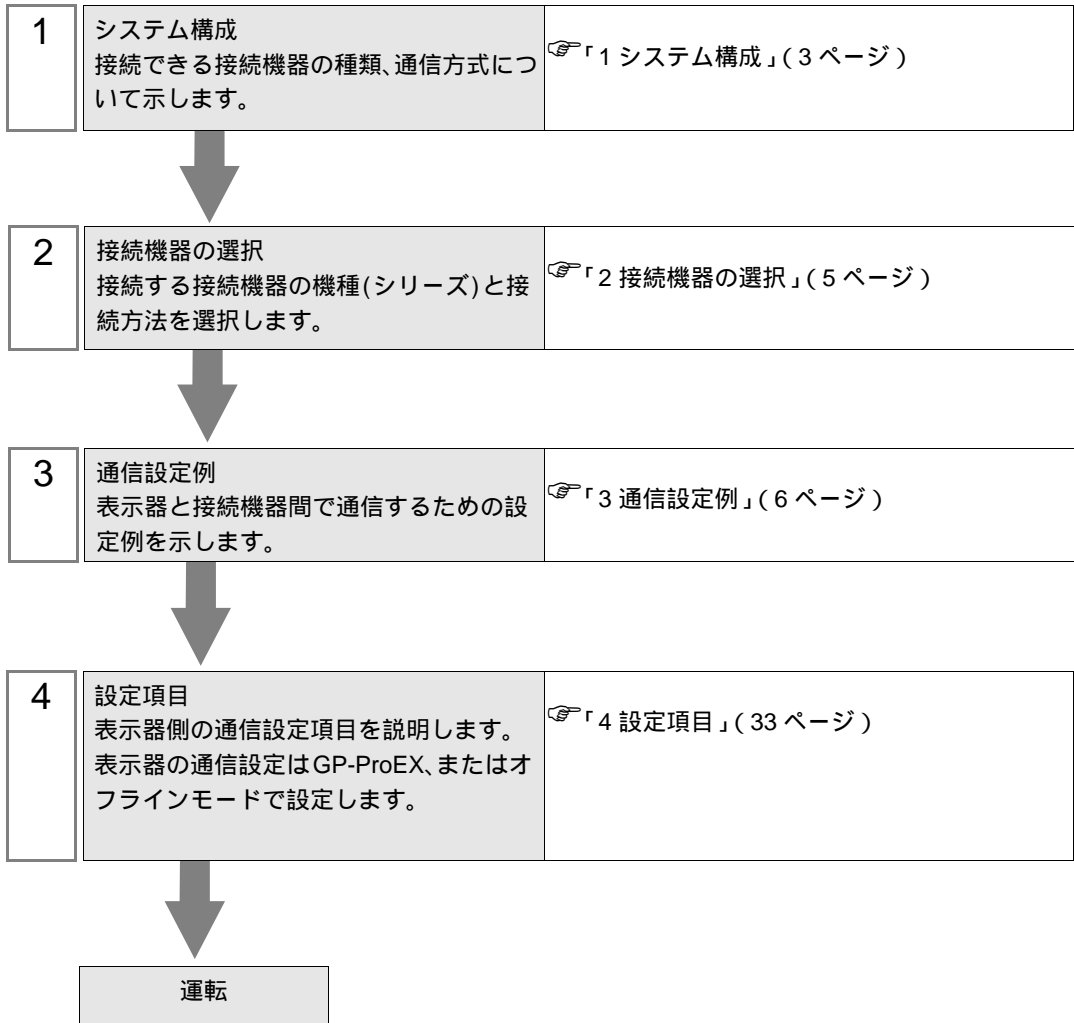 1
システム構成
接続できる接続機器の種類、通信方式につ
いて示します。
☞「1 システム構成」(3 ページ)
2
接続機器の選択
接続する接続機器の機種(シリーズ)と接
続方法を選択します。
☞「2 接続機器の選択」(5 ページ)
3
通信設定例
表示器と接続機器間で通信するための設
定例を示します。
☞「3 通信設定例」(6 ページ)
4
設定項目
表示器側の通信設定項目を説明します。
表示器の通信設定はGP-ProEX、またはオ
フラインモードで設定します。
☞「4 設定項目」(33 ページ)
運転